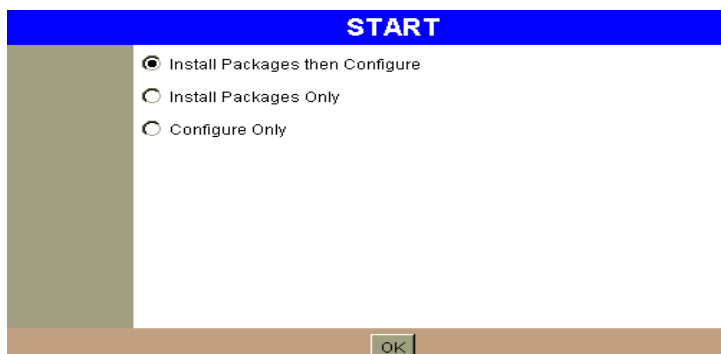 START
Install Packages then Configure
Install Packages Only
Configure Only
OK